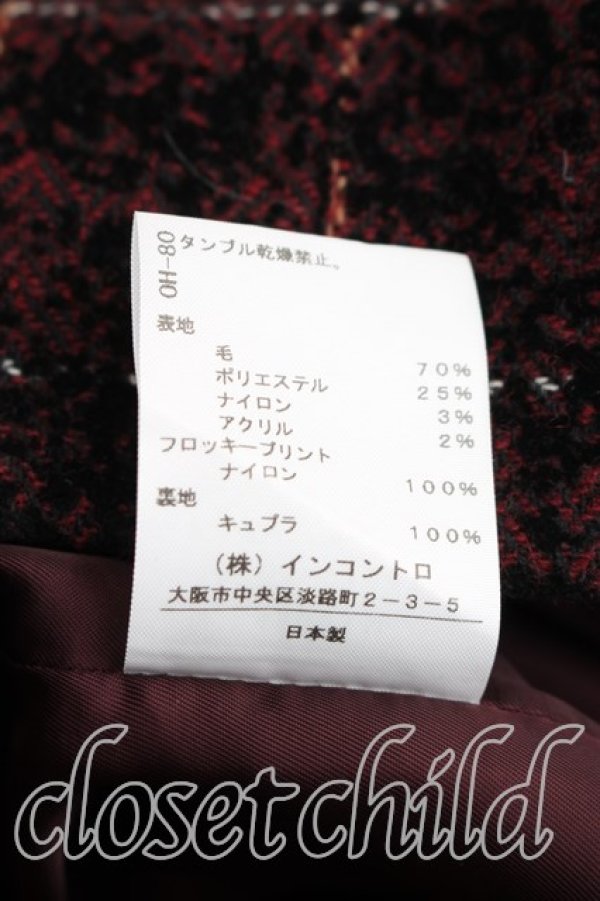 OH-80
タンブル乾燥禁止。
表地
毛 70%
ポリエステル 25%
ナイロン 3%
アクリル 2%
フロッキープリント
ナイロン 100%
裏地
キュプラ 100%
（株）インコントロ
大阪市中央区淡路町2-3-5
日本製
closetchild